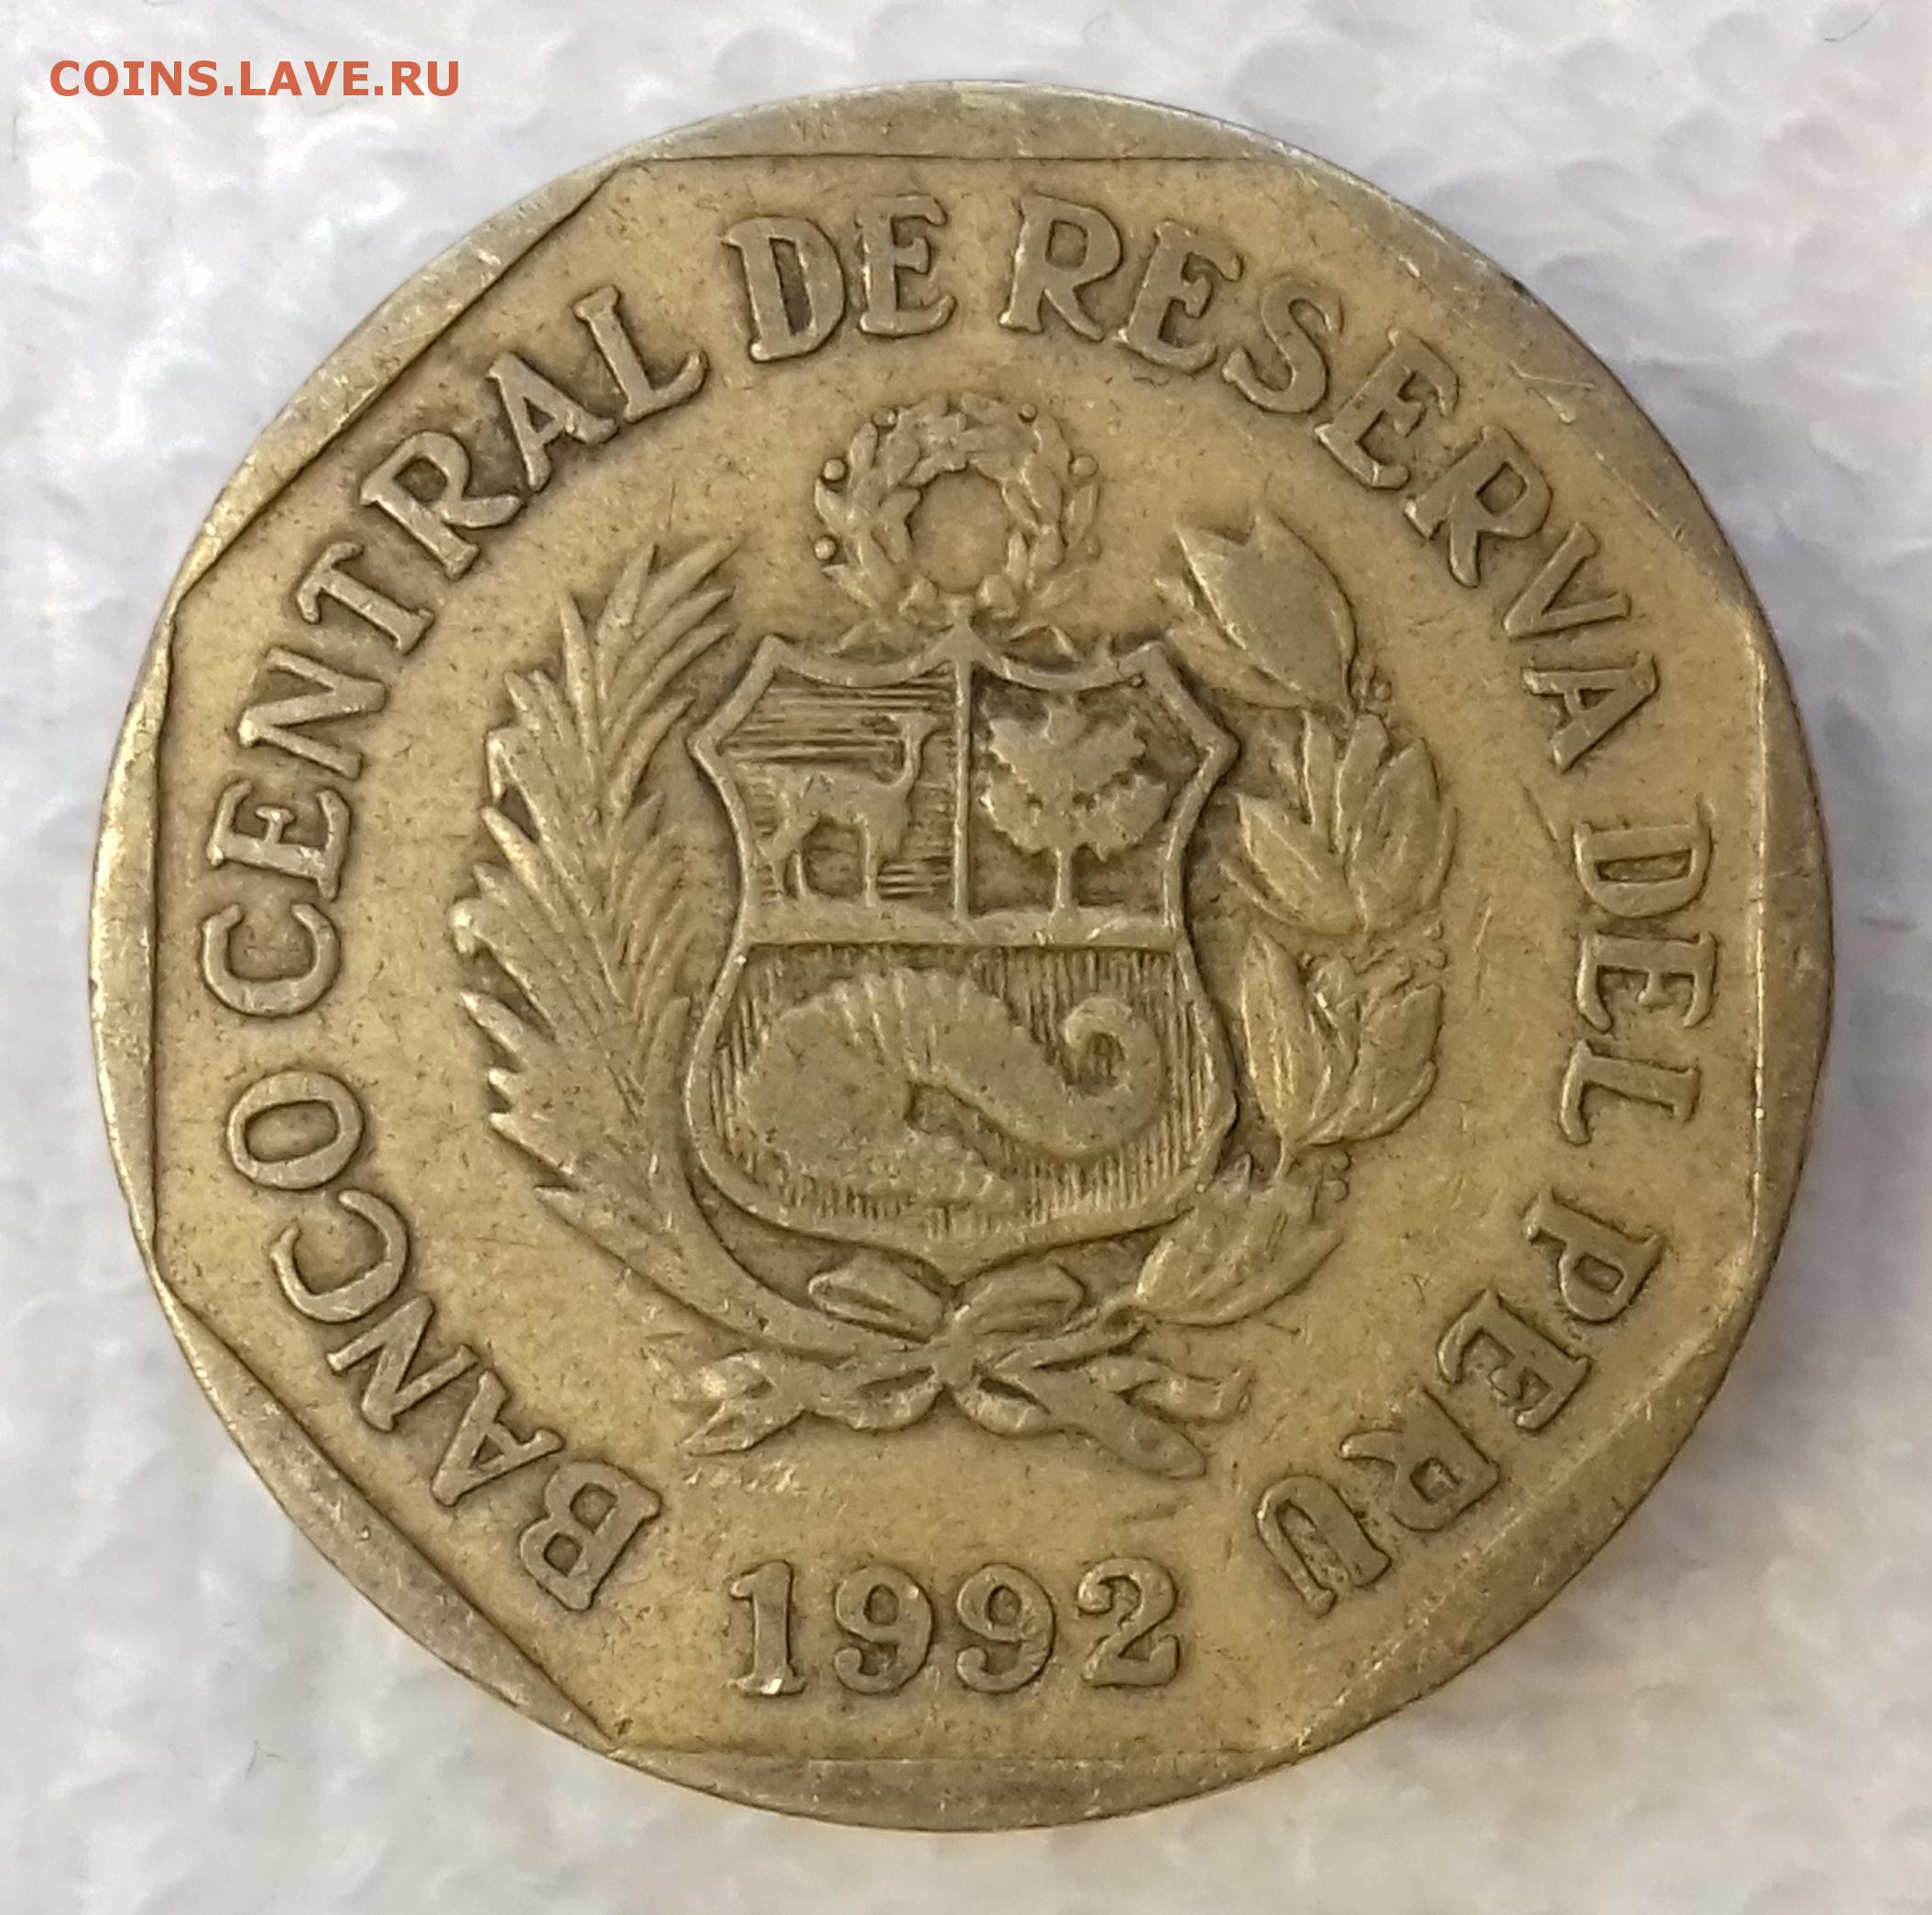 COINS.LAVE.RU
BANCO CENTRAL DE RESERVA DEL PERU
1992